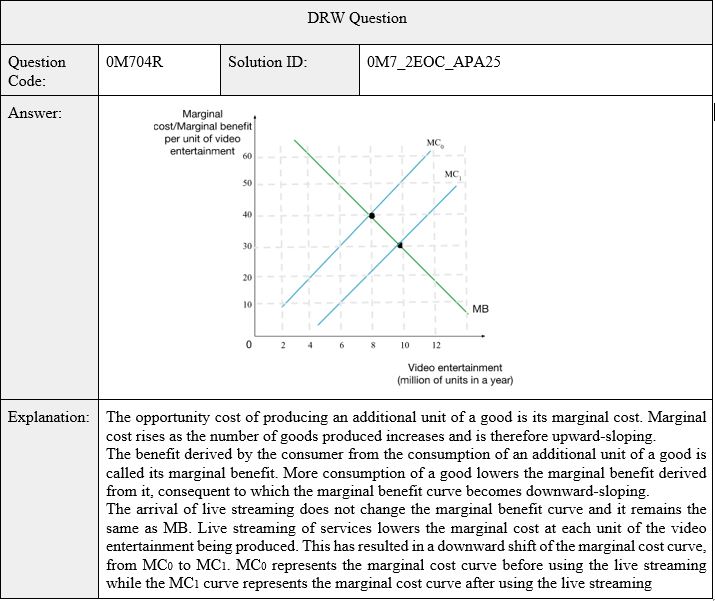 DRW Question
Question Code:
0M704R
Solution ID:
0M7_2EOC_APA25
Answer:
Marginal
cost/Marginal benefit
per unit of video
entertainment
60
50
40
30
20
10
0
2
4
6
8
10
12
MC0
MC1
MB
Video entertainment
(million of units in a year)
Explanation:
The opportunity cost of producing an additional unit of a good is its marginal cost. Marginal
cost rises as the number of goods produced increases and is therefore upward-sloping.
The benefit derived by the consumer from the consumption of an additional unit of a good is
called its marginal benefit. More consumption of a good lowers the marginal benefit derived
from it, consequent to which the marginal benefit curve becomes downward-sloping.
The arrival of live streaming does not change the marginal benefit curve and it remains the
same as MB. Live streaming of services lowers the marginal cost at each unit of the video
entertainment being produced. This has resulted in a downward shift of the marginal cost curve,
from MC0 to MC1. MC0 represents the marginal cost curve before using the live streaming
while the MC1 curve represents the marginal cost curve after using the live streaming